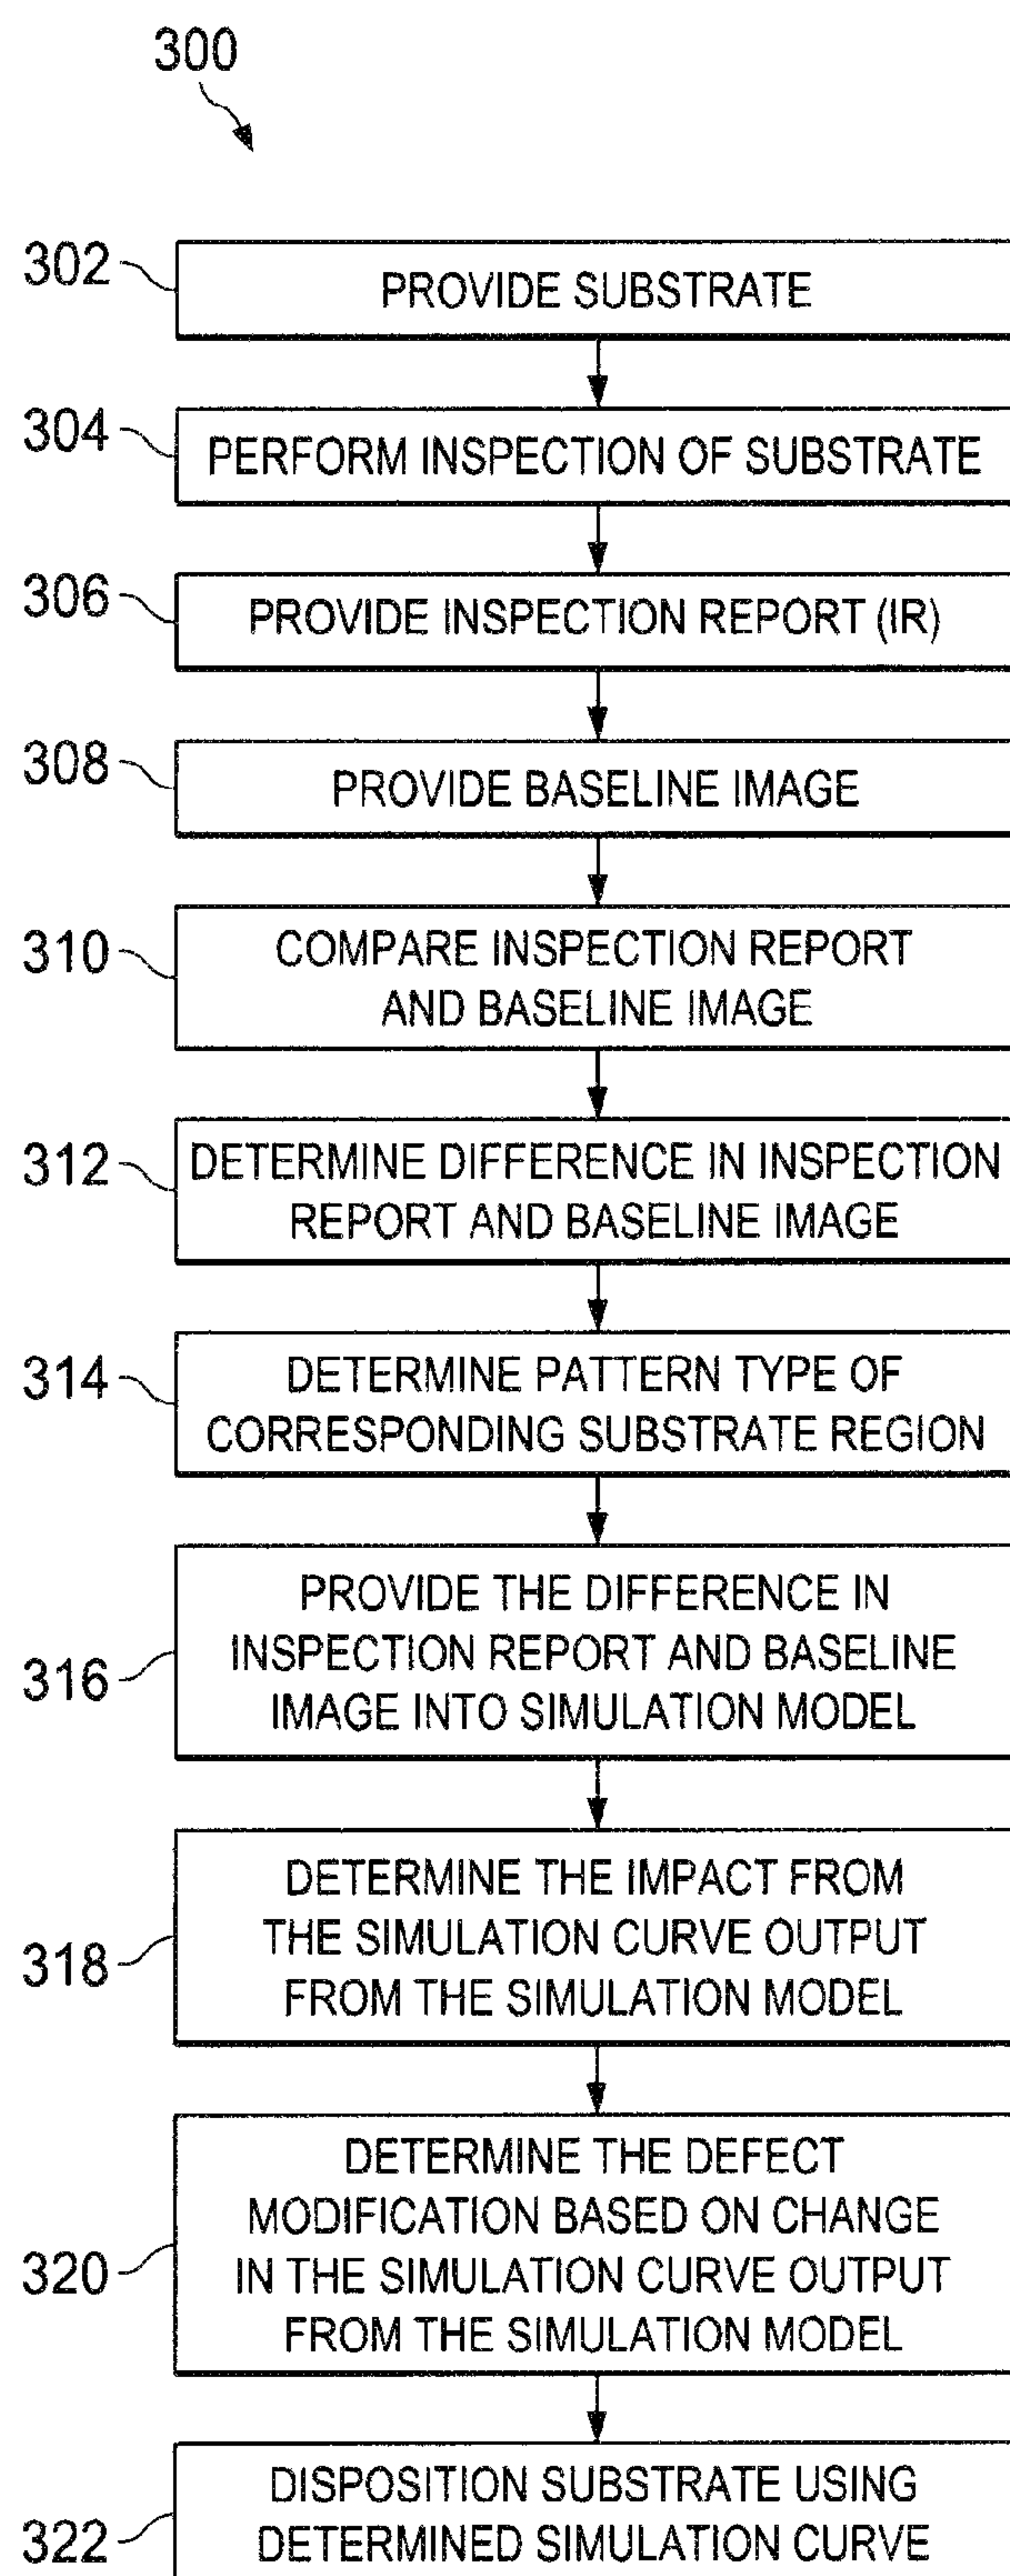 300
302
PROVIDE SUBSTRATE
304
PERFORM INSPECTION OF SUBSTRATE
306
PROVIDE INSPECTION REPORT (IR)
308
PROVIDE BASELINE IMAGE
310
COMPARE INSPECTION REPORT
AND BASELINE IMAGE
312
DETERMINE DIFFERENCE IN INSPECTION
REPORT AND BASELINE IMAGE
314
DETERMINE PATTERN TYPE OF
CORRESPONDING SUBSTRATE REGION
316
PROVIDE THE DIFFERENCE IN
INSPECTION REPORT AND BASELINE
IMAGE INTO SIMULATION MODEL
318
DETERMINE THE IMPACT FROM
THE SIMULATION CURVE OUTPUT
FROM THE SIMULATION MODEL
320
DETERMINE THE DEFECT
MODIFICATION BASED ON CHANGE
IN THE SIMULATION CURVE OUTPUT
FROM THE SIMULATION MODEL
322
DISPOSITION SUBSTRATE USING
DETERMINED SIMULATION CURVE